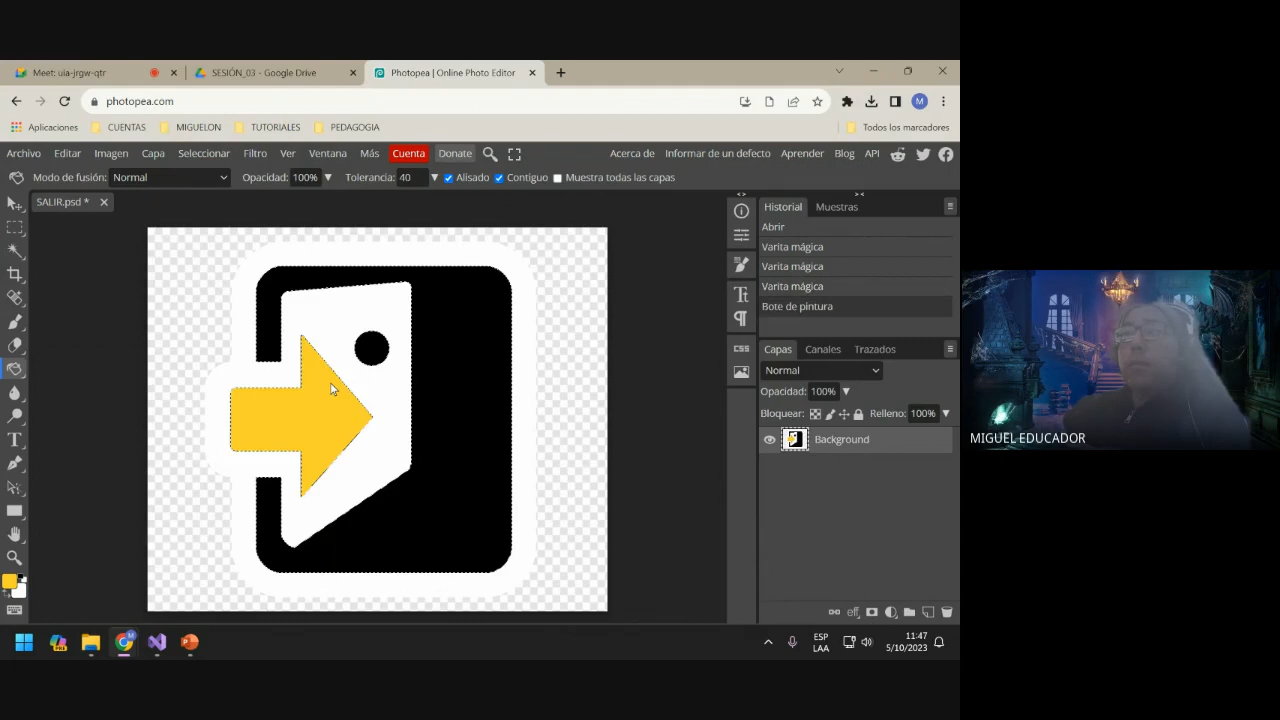 Meet: uia-jrgw-qtr
SESIÓN_03 - Google Drive
Photopea | Online Photo Editor
photopea.com
M
Aplicaciones
CUENTAS
MIGUELON
TUTORIALES
PEDAGOGIA
Todos los marcadores
Archivo Editar Imagen Capa Seleccionar Filtro Ver Ventana Más Cuenta Donate
Acerca de Informar de un defecto Aprender Blog API
Modo de fusión: Normal Opacidad: 100% Tolerancia: 40 Alisado Contiguo Muestra todas las capas
SALIR.psd *
Historial Muestras
Abrir
Varita mágica
Varita mágica
Varita mágica
Bote de pintura
CSS
Capas Canales Trazados
Normal
Opacidad: 100%
Bloquear: Relleno: 100%
Background
eff
MIGUEL EDUCADOR
PRE
ESP
LAA
11:47
5/10/2023